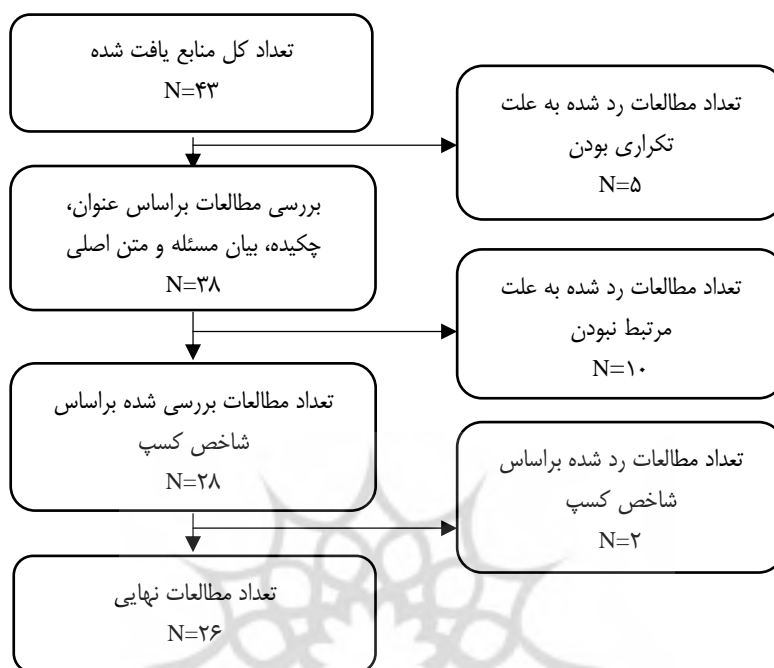 تعداد کل منابع یافت شده
N=۴۳
تعداد مطالعات رد شده به علت
تکراری بودن
N=۵
بررسی مطالعات براساس عنوان،
چکیده، بیان مسئله و متن اصلی
N=۳۸
تعداد مطالعات رد شده به علت
مرتبط نبودن
N=۱۰
تعداد مطالعات بررسی شده براساس
شاخص کسپ
N=۲۸
تعداد مطالعات رد شده براساس
شاخص کسپ
N=۲
تعداد مطالعات نهایی
N=۲۶